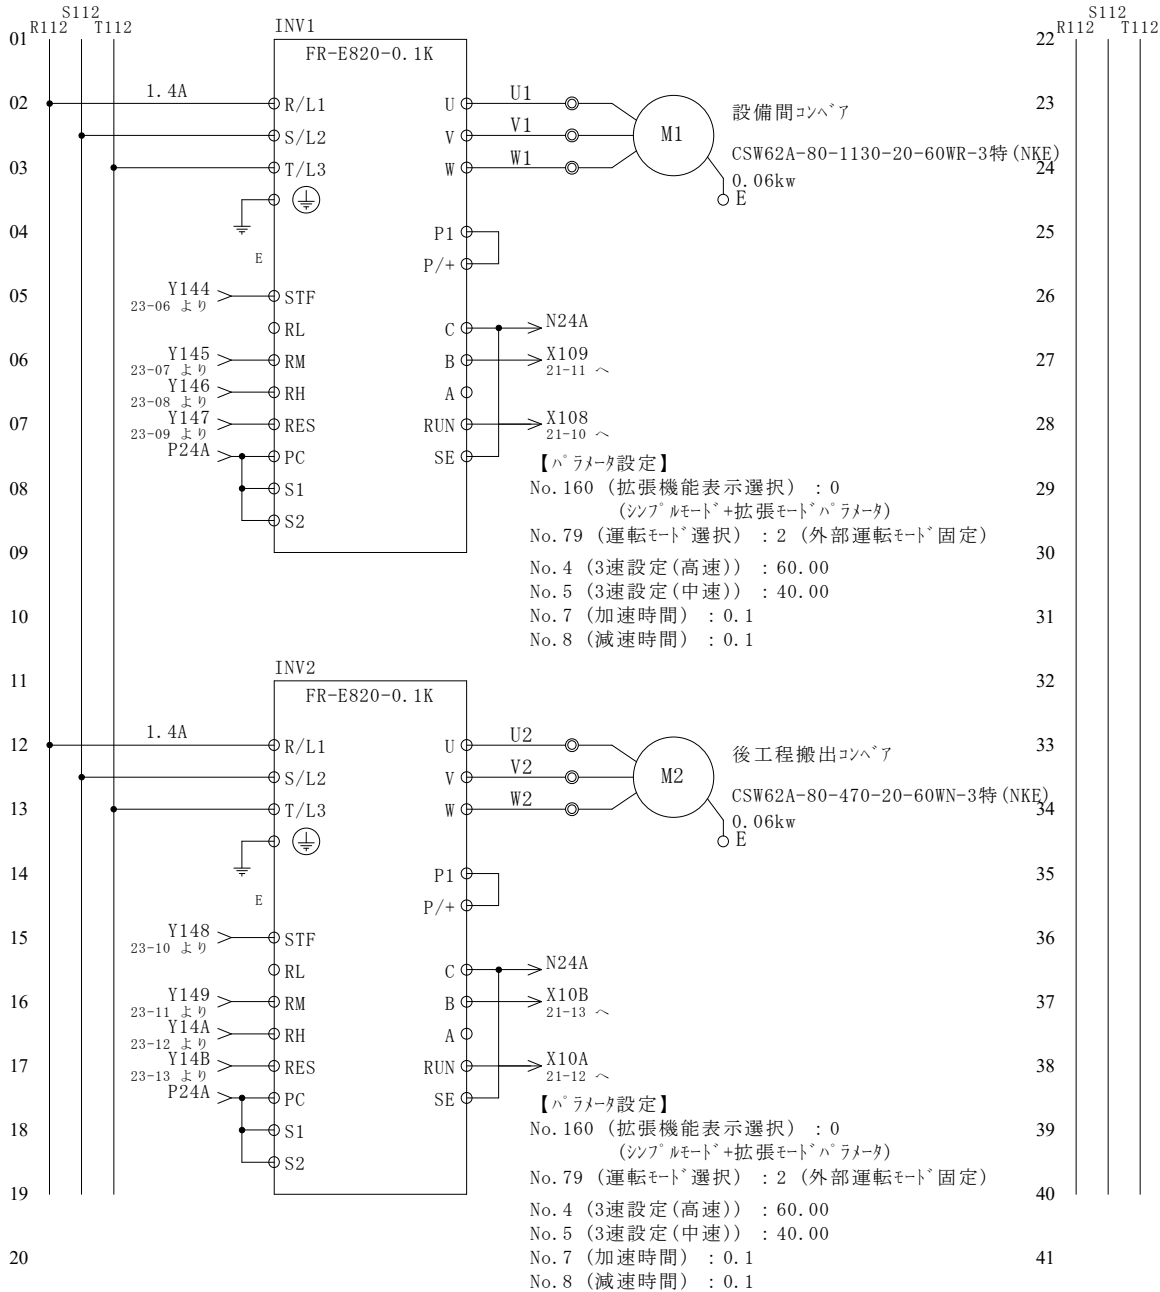 S112
R112 T112
S112
R112 T112
01
02
03
04
05
06
07
08
09
10
11
12
13
14
15
16
17
18
19
20
22
23
24
25
26
27
28
29
30
31
32
33
34
35
36
37
38
39
40
41
INV1
FR-E820-0.1K
1.4A
R/L1
S/L2
T/L3
E
Y144
23-06 より
STF
RL
Y145
23-07 より
RM
Y146
23-08 より
RH
Y147
23-09 より
RES
P24A
PC
S1
S2
U
V
W
P1
P/+
C
B
A
RUN
SE
U1
V1
W1
M1
E
設備間ｺﾝﾍﾞｱ
CSW62A-80-1130-20-60WR-3特(NKE)
0.06kw
N24A
X109
21-11 へ
X108
21-10 へ
【ﾊﾟﾗﾒｰﾀ設定】
No.160 (拡張機能表示選択) : 0
(ｼﾝﾌﾟﾙﾓｰﾄﾞ+拡張ﾓｰﾄﾞﾊﾟﾗﾒｰﾀ)
No.79 (運転ﾓｰﾄﾞ選択) : 2 (外部運転ﾓｰﾄﾞ固定)
No.4 (3速設定(高速)) : 60.00
No.5 (3速設定(中速)) : 40.00
No.7 (加速時間) : 0.1
No.8 (減速時間) : 0.1
INV2
FR-E820-0.1K
1.4A
R/L1
S/L2
T/L3
E
Y148
23-10 より
STF
RL
Y149
23-11 より
RM
Y14A
23-12 より
RH
Y14B
23-13 より
RES
P24A
PC
S1
S2
U
V
W
P1
P/+
C
B
A
RUN
SE
U2
V2
W2
M2
E
後工程搬出ｺﾝﾍﾞｱ
CSW62A-80-470-20-60WN-3特(NKE)
0.06kw
N24A
X10B
21-13 へ
X10A
21-12 へ
【ﾊﾟﾗﾒｰﾀ設定】
No.160 (拡張機能表示選択) : 0
(ｼﾝﾌﾟﾙﾓｰﾄﾞ+拡張ﾓｰﾄﾞﾊﾟﾗﾒｰﾀ)
No.79 (運転ﾓｰﾄﾞ選択) : 2 (外部運転ﾓｰﾄﾞ固定)
No.4 (3速設定(高速)) : 60.00
No.5 (3速設定(中速)) : 40.00
No.7 (加速時間) : 0.1
No.8 (減速時間) : 0.1